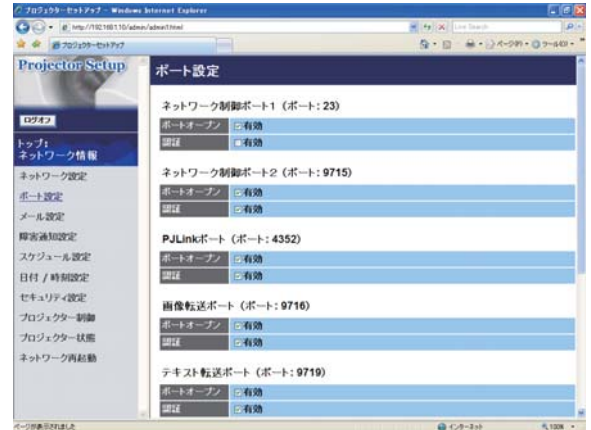 プロジェクターセットアップ - Windows Internet Explorer
http://192.168.1.10/admin/admin1.html
Live Search
プロジェクターセットアップ
Projector Setup
ログオフ
トップ:
ネットワーク情報
ネットワーク設定
ポート設定
メール設定
障害通知設定
スケジュール設定
日付 / 時刻設定
セキュリティ設定
プロジェクター制御
プロジェクター状態
ネットワーク再起動
ポート設定
ネットワーク制御ポート1 (ポート: 23)
ポートオープン 有効
認証 有効
ネットワーク制御ポート2 (ポート: 9715)
ポートオープン 有効
認証 有効
PJLinkポート (ポート: 4352)
ポートオープン 有効
認証 有効
画像転送ポート (ポート: 9716)
ポートオープン 有効
認証 有効
テキスト転送ポート (ポート: 9719)
ポートオープン 有効
認証 有効
ページが表示されました
インターネット
100%